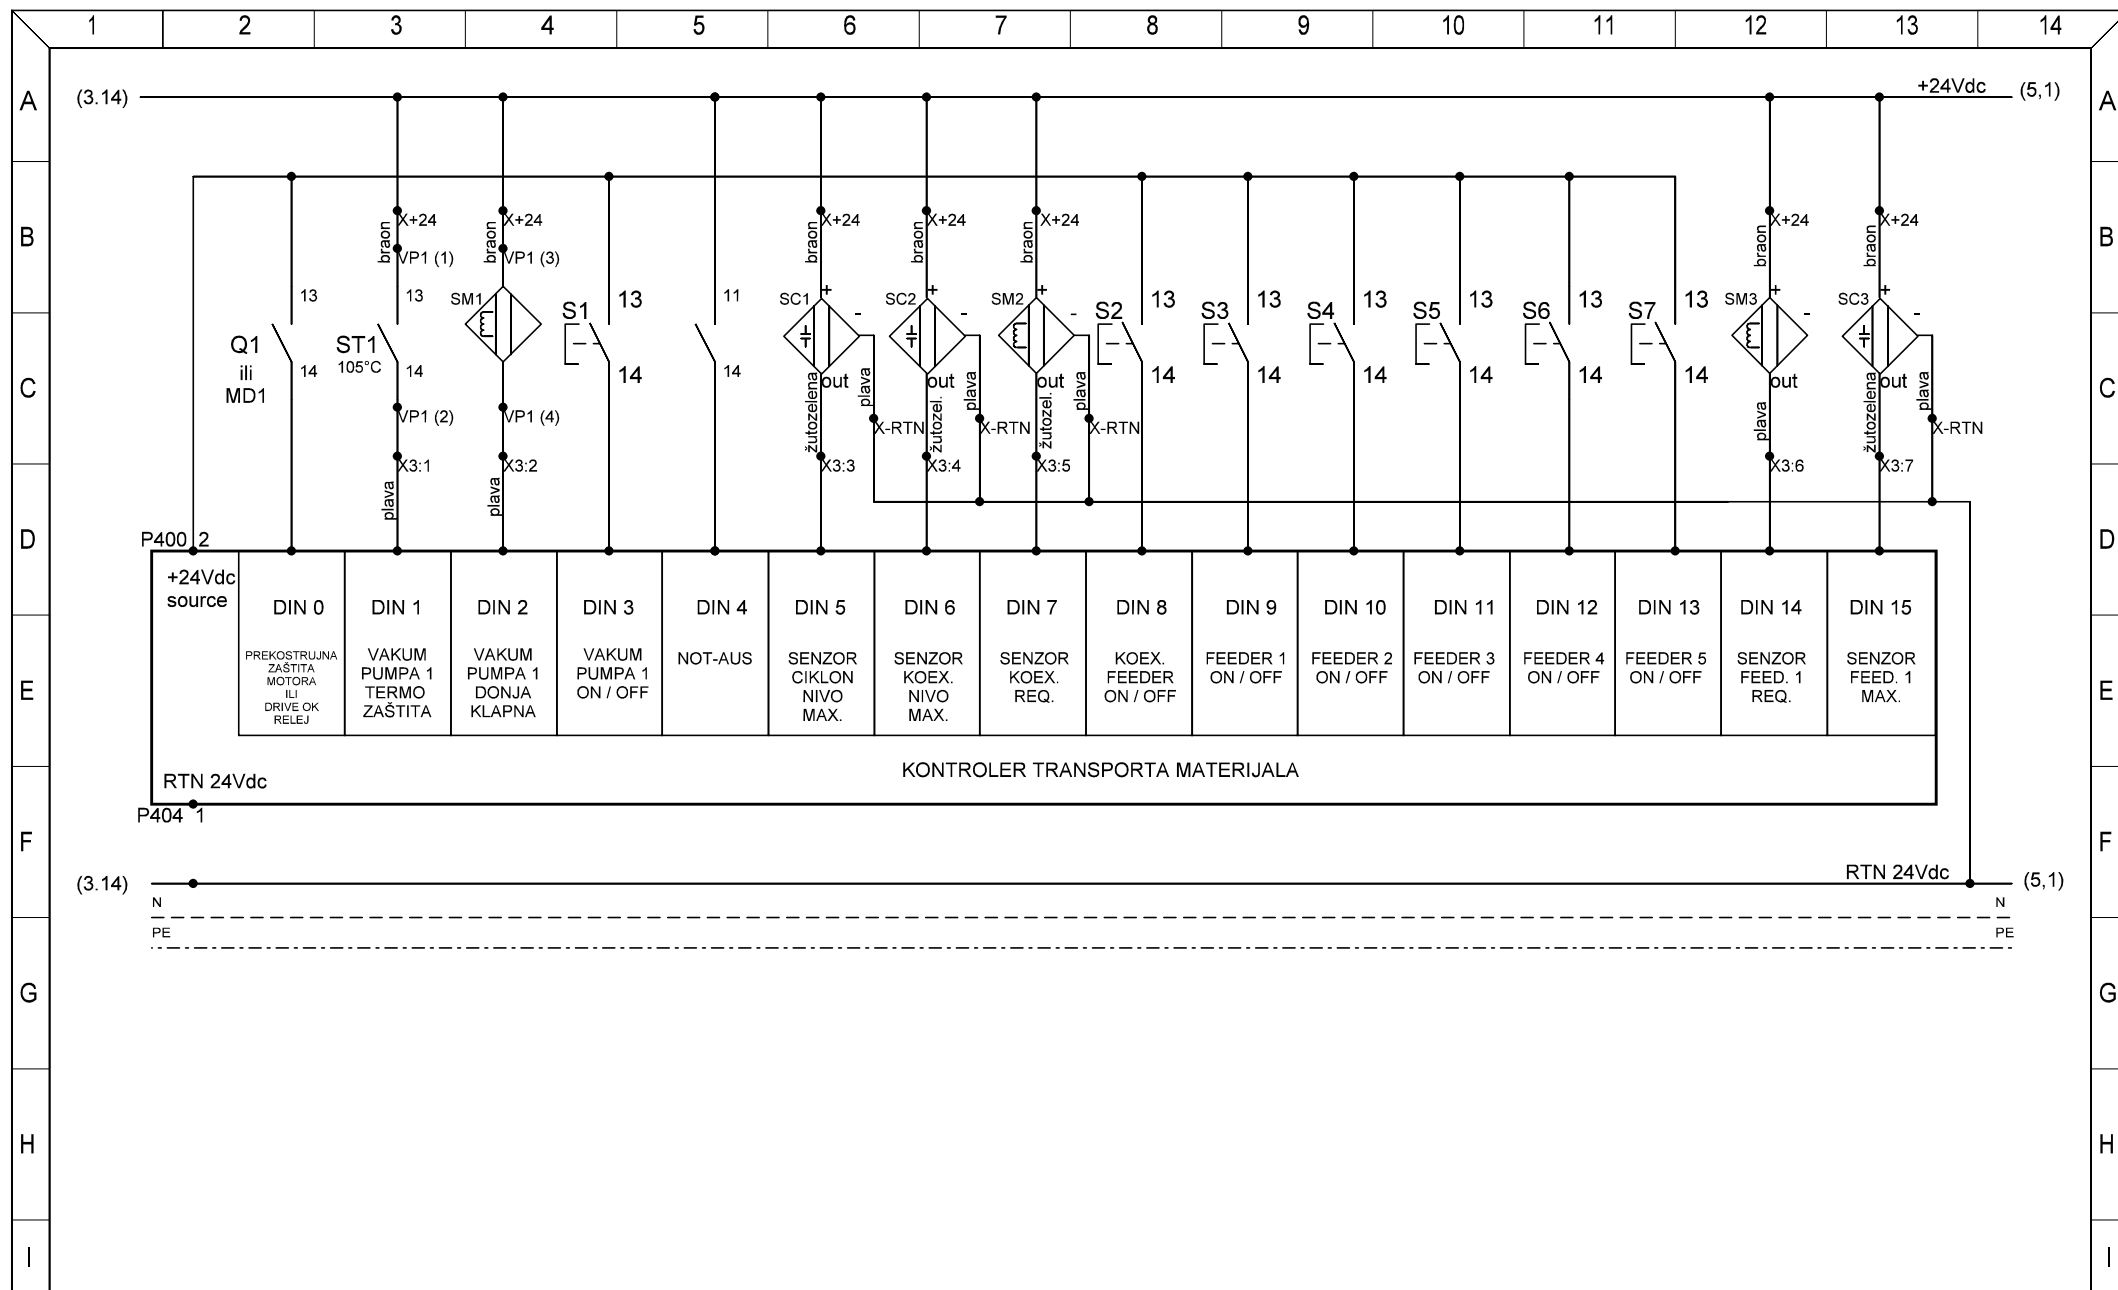 1 2 3 4 5 6 7 8 9 10 11 12 13 14
A (3.14) +24Vdc (5,1) A
B X+24 X+24 X+24 X+24 X+24 X+24 X+24 B
braon braon braon braon braon braon braon
VP1 (1) VP1 (3)
13 13 SM1 13 11 SC1 + - SC2 + - SM2 + - 13 13 13 13 13 13 SM3 + - SC3 + -
Q1 ST1 S1 S2 S3 S4 S5 S6 S7
ili 105°C
14 14 14 14 14 14 14 14 14 14
MD1
C out out out out out C
plava plava plava plava
VP1 (2) VP1 (4)
žutozelena žutozel. žutozel. plava žutozelena
X-RTN X-RTN X-RTN X-RTN
X3:1 X3:2 X3:3 X3:4 X3:5 X3:6 X3:7
plava plava
D P400 2 D
+24Vdc
source
DIN 0 DIN 1 DIN 2 DIN 3 DIN 4 DIN 5 DIN 6 DIN 7 DIN 8 DIN 9 DIN 10 DIN 11 DIN 12 DIN 13 DIN 14 DIN 15
PREKOSTRUJNA
ZAŠTITA
MOTORA
ILI
DRIVE OK
RELEJ
VAKUM
PUMPA 1
TERMO
ZAŠTITA
VAKUM
PUMPA 1
DONJA
KLAPNA
VAKUM
PUMPA 1
ON / OFF
NOT-AUS
SENZOR
CIKLON
NIVO
MAX.
SENZOR
KOEX.
NIVO
MAX.
SENZOR
KOEX.
REQ.
KOEX.
FEEDER
ON / OFF
FEEDER 1
ON / OFF
FEEDER 2
ON / OFF
FEEDER 3
ON / OFF
FEEDER 4
ON / OFF
FEEDER 5
ON / OFF
SENZOR
FEED. 1
REQ.
SENZOR
FEED. 1
MAX.
E E
KONTROLER TRANSPORTA MATERIJALA
RTN 24Vdc
P404 1
F F
(3.14) RTN 24Vdc (5,1)
N N
PE PE
G G
H H
I I